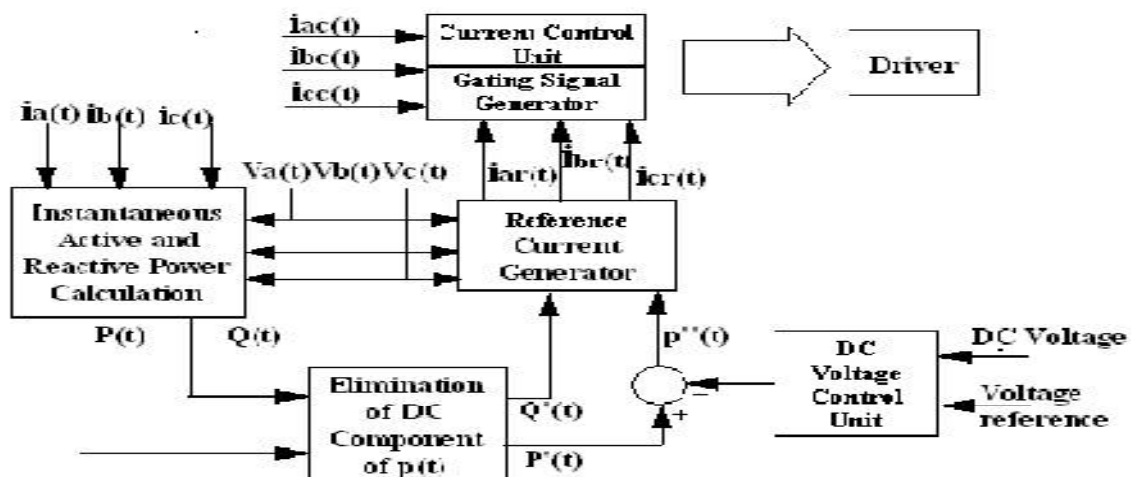 iac(t)
ibc(t)
icc(t)
Current Control
Unit
Gating Signal
Generator
Driver
ia(t) ib(t) ic(t)
Va(t) Vb(t) Vc(t)
iar(t)
ibr(t)
icr(t)
Instantaneous
Active and
Reactive Power
Calculation
Reference
Current
Generator
P(t)
Q(t)
p''(t)
DC
Voltage
Control
Unit
DC Voltage
Voltage
reference
Elimination
of DC
Component
of p(t)
Q'(t)
P'(t)
+
-